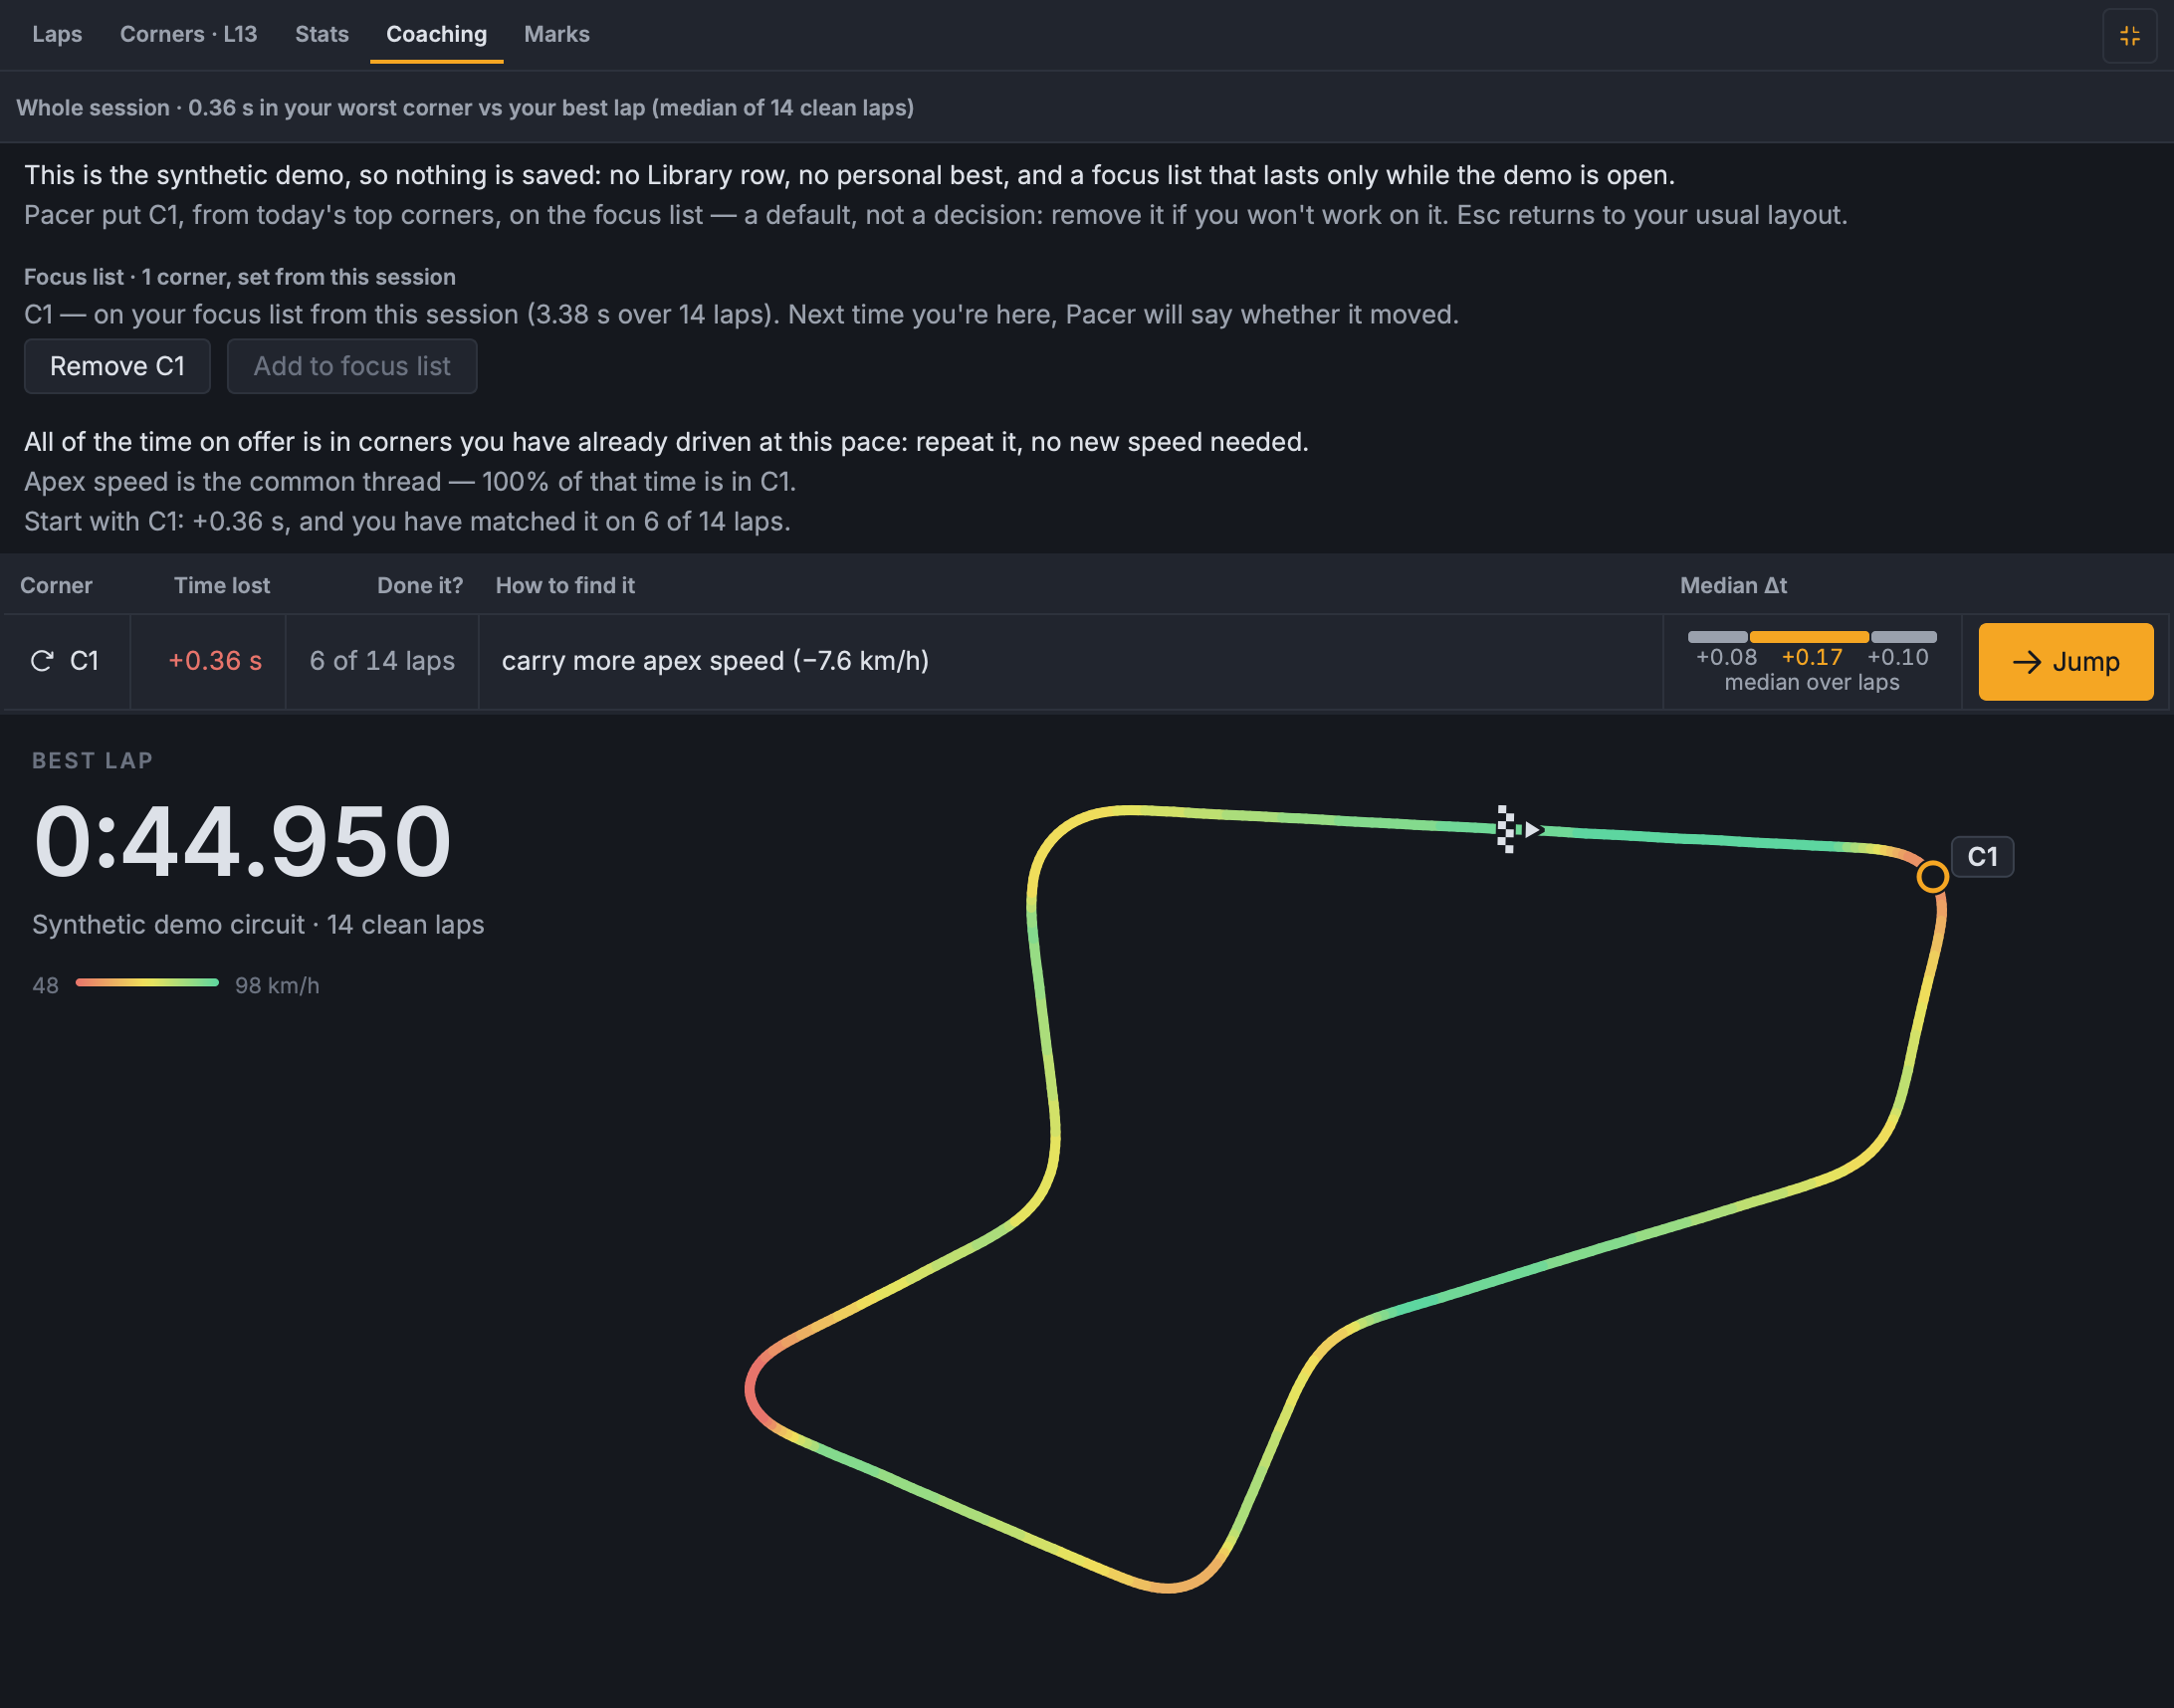 Laps Corners · L13 Stats Coaching Marks
Whole session · 0.36 s in your worst corner vs your best lap (median of 14 clean laps)
This is the synthetic demo, so nothing is saved: no Library row, no personal best, and a focus list that lasts only while the demo is open.
Pacer put C1, from today's top corners, on the focus list — a default, not a decision: remove it if you won't work on it. Esc returns to your usual layout.
Focus list · 1 corner, set from this session
C1 — on your focus list from this session (3.38 s over 14 laps). Next time you're here, Pacer will say whether it moved.
Remove C1 Add to focus list
All of the time on offer is in corners you have already driven at this pace: repeat it, no new speed needed.
Apex speed is the common thread — 100% of that time is in C1.
Start with C1: +0.36 s, and you have matched it on 6 of 14 laps.
Corner Time lost Done it? How to find it Median Δt
C1 +0.36 s 6 of 14 laps carry more apex speed (−7.6 km/h) +0.08 +0.17 +0.10
median over laps
Jump
BEST LAP
0:44.950
Synthetic demo circuit · 14 clean laps
48 98 km/h
C1